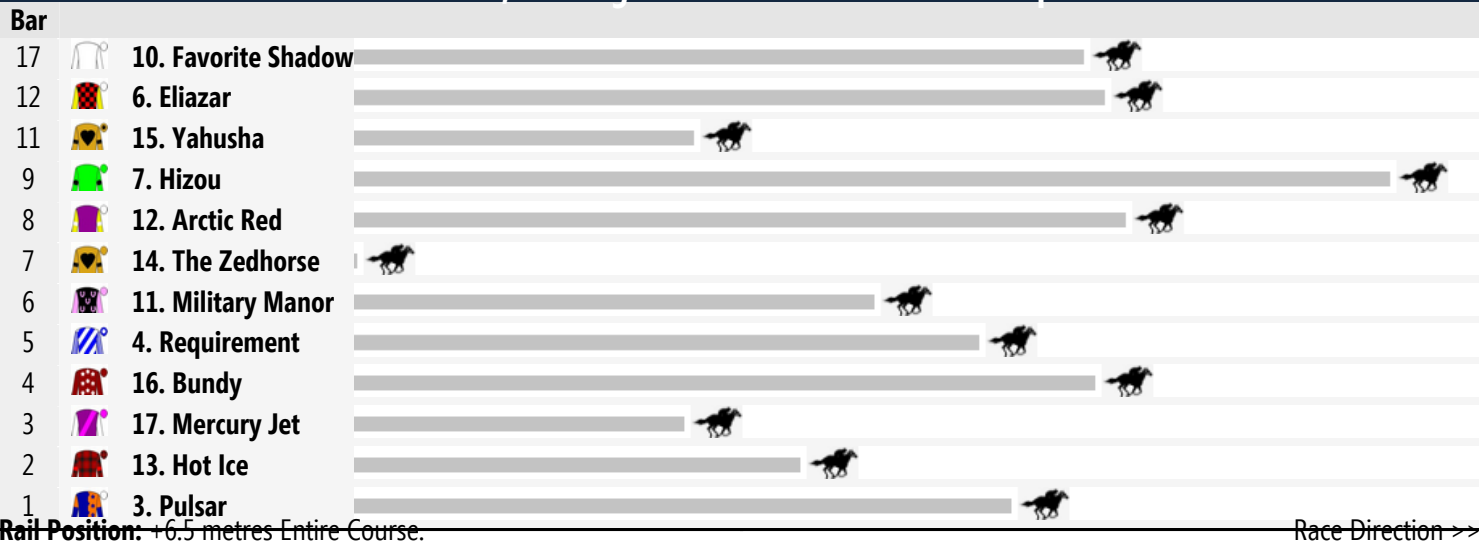 Bar
17 10. Favorite Shadow
12 6. Eliazar
11 15. Yahusha
9 7. Hizou
8 12. Arctic Red
7 14. The Zedhorse
6 11. Military Manor
5 4. Requirement
4 16. Bundy
3 17. Mercury Jet
2 13. Hot Ice
1 3. Pulsar
Rail Position: +6.5 metres Entire Course. Race Direction >>